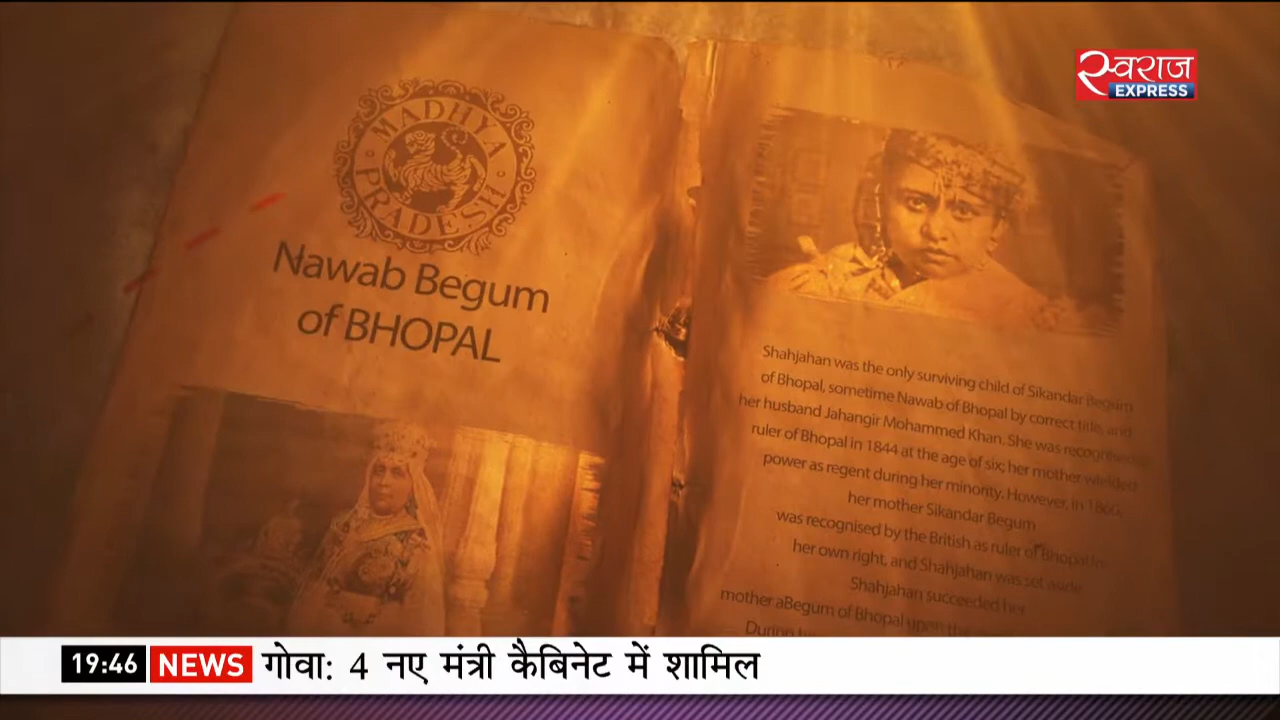 स्वराज
EXPRESS
MADHYA
PRADESH
Nawab Begum
of BHOPAL
Shahjahan was the only surviving child of Sikandar Begum
of Bhopal, sometime Nawab of Bhopal by correct title, and
her husband Jahangir Mohammed Khan. She was recognised
ruler of Bhopal in 1844 at the age of six; her mother wielded
power as regent during her minority. However, in 1860,
her mother Sikandar Begum
was recognised by the British as ruler of Bhopal in
her own right, and Shahjahan was set aside
Shahjahan succeeded her
mother aBegum of Bhopal upon the
During
19:46 NEWS गोवा: 4 नए मंत्री कैबिनेट में शामिल